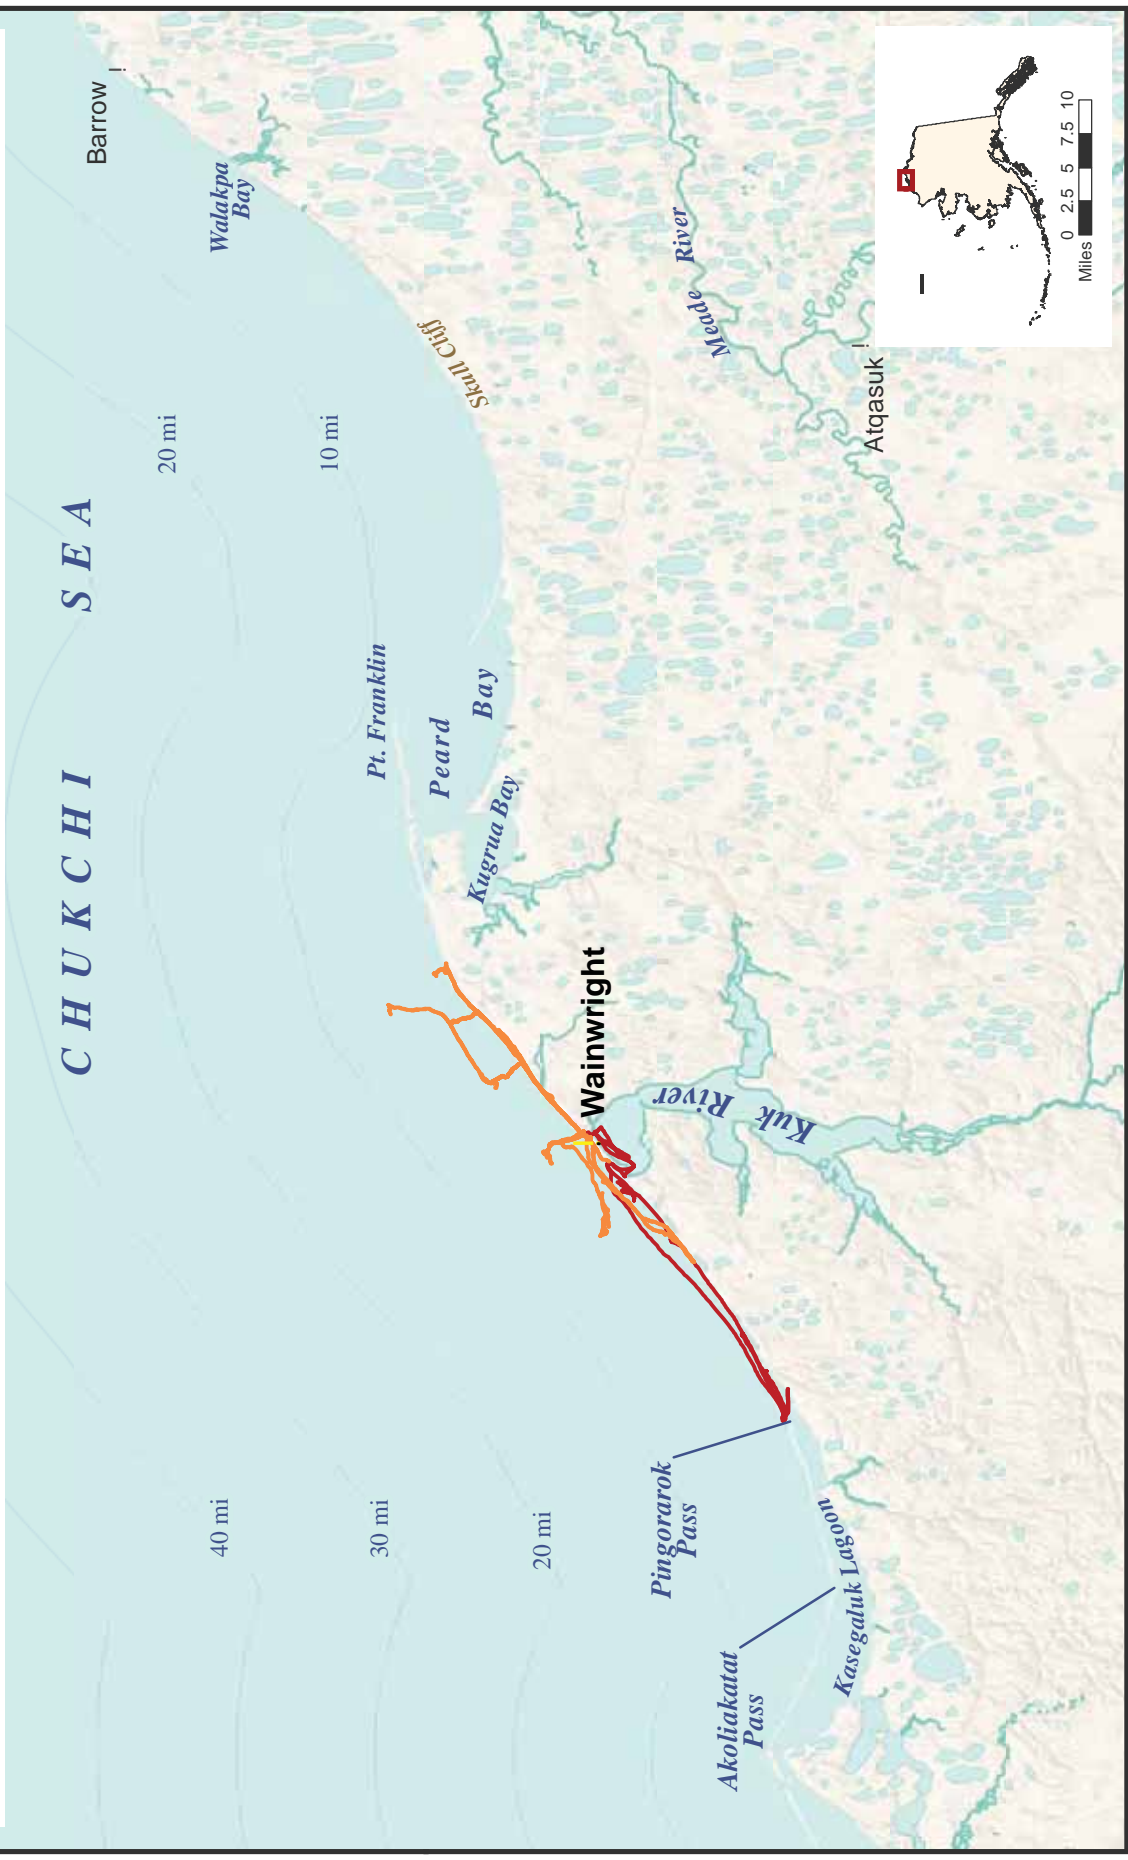 CHUKCHI SEA
Barrow
Walakpa
Bay
20 mi
10 mi
Skull Cliff
Meade River
Atqasuk
Pt. Franklin
Peard
Bay
Kugrua Bay
Wainwright
Kuk River
40 mi
30 mi
20 mi
Pingorarok
Pass
Akoliakatat
Pass
Kasegaluk Lagoon
0 2.5 5 7.5 10
Miles